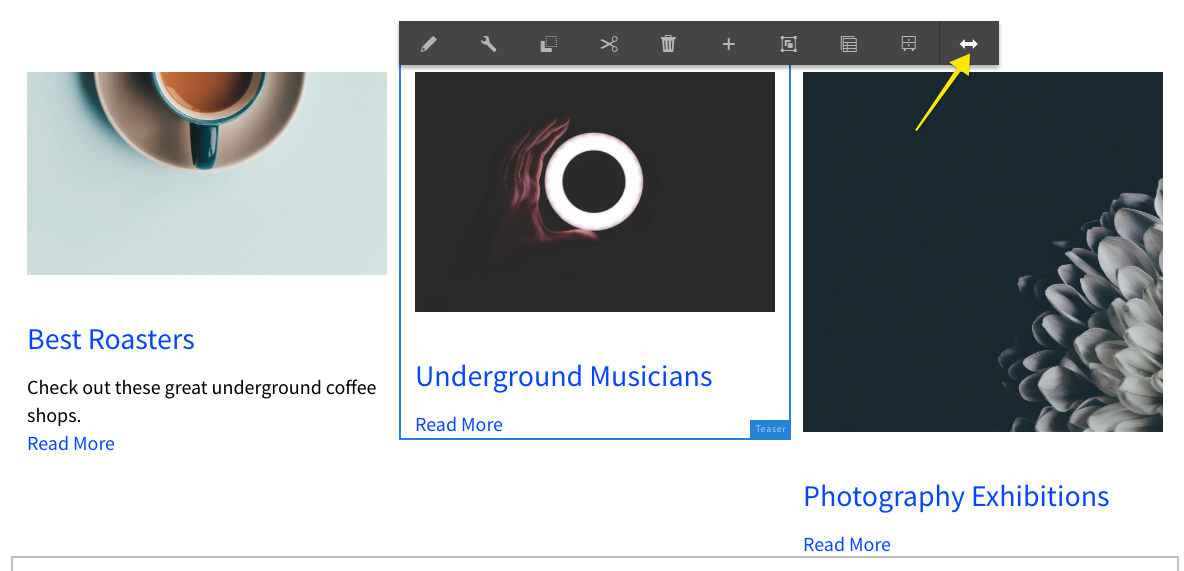 Best Roasters
Check out these great underground coffee
shops.
Read More
Underground Musicians
Read More
Teaser
Photography Exhibitions
Read More